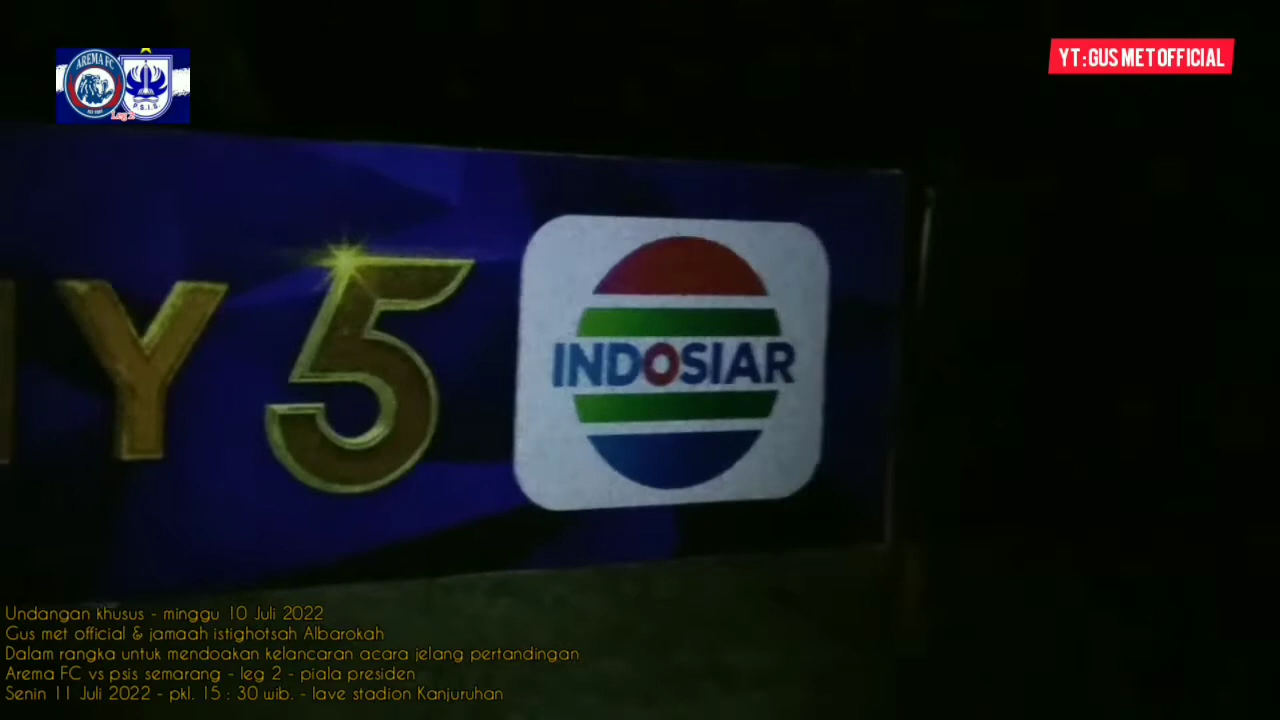 AREMA FC
P.S.I.S
Leg 2
YT : GUS MET OFFICIAL
Y 5
INDOSIAR
Undangan khusus - minggu 10 Juli 2022
Gus met official & jamaah istighotsah Albarokah
Dalam rangka untuk mendoakan kelancaran acara jelang pertandingan
Arema FC vs psis semarang - leg 2 - piala presiden
Senin 11 Juli 2022 - pkl. 15 : 30 wib. - lave stadion Kanjuruhan